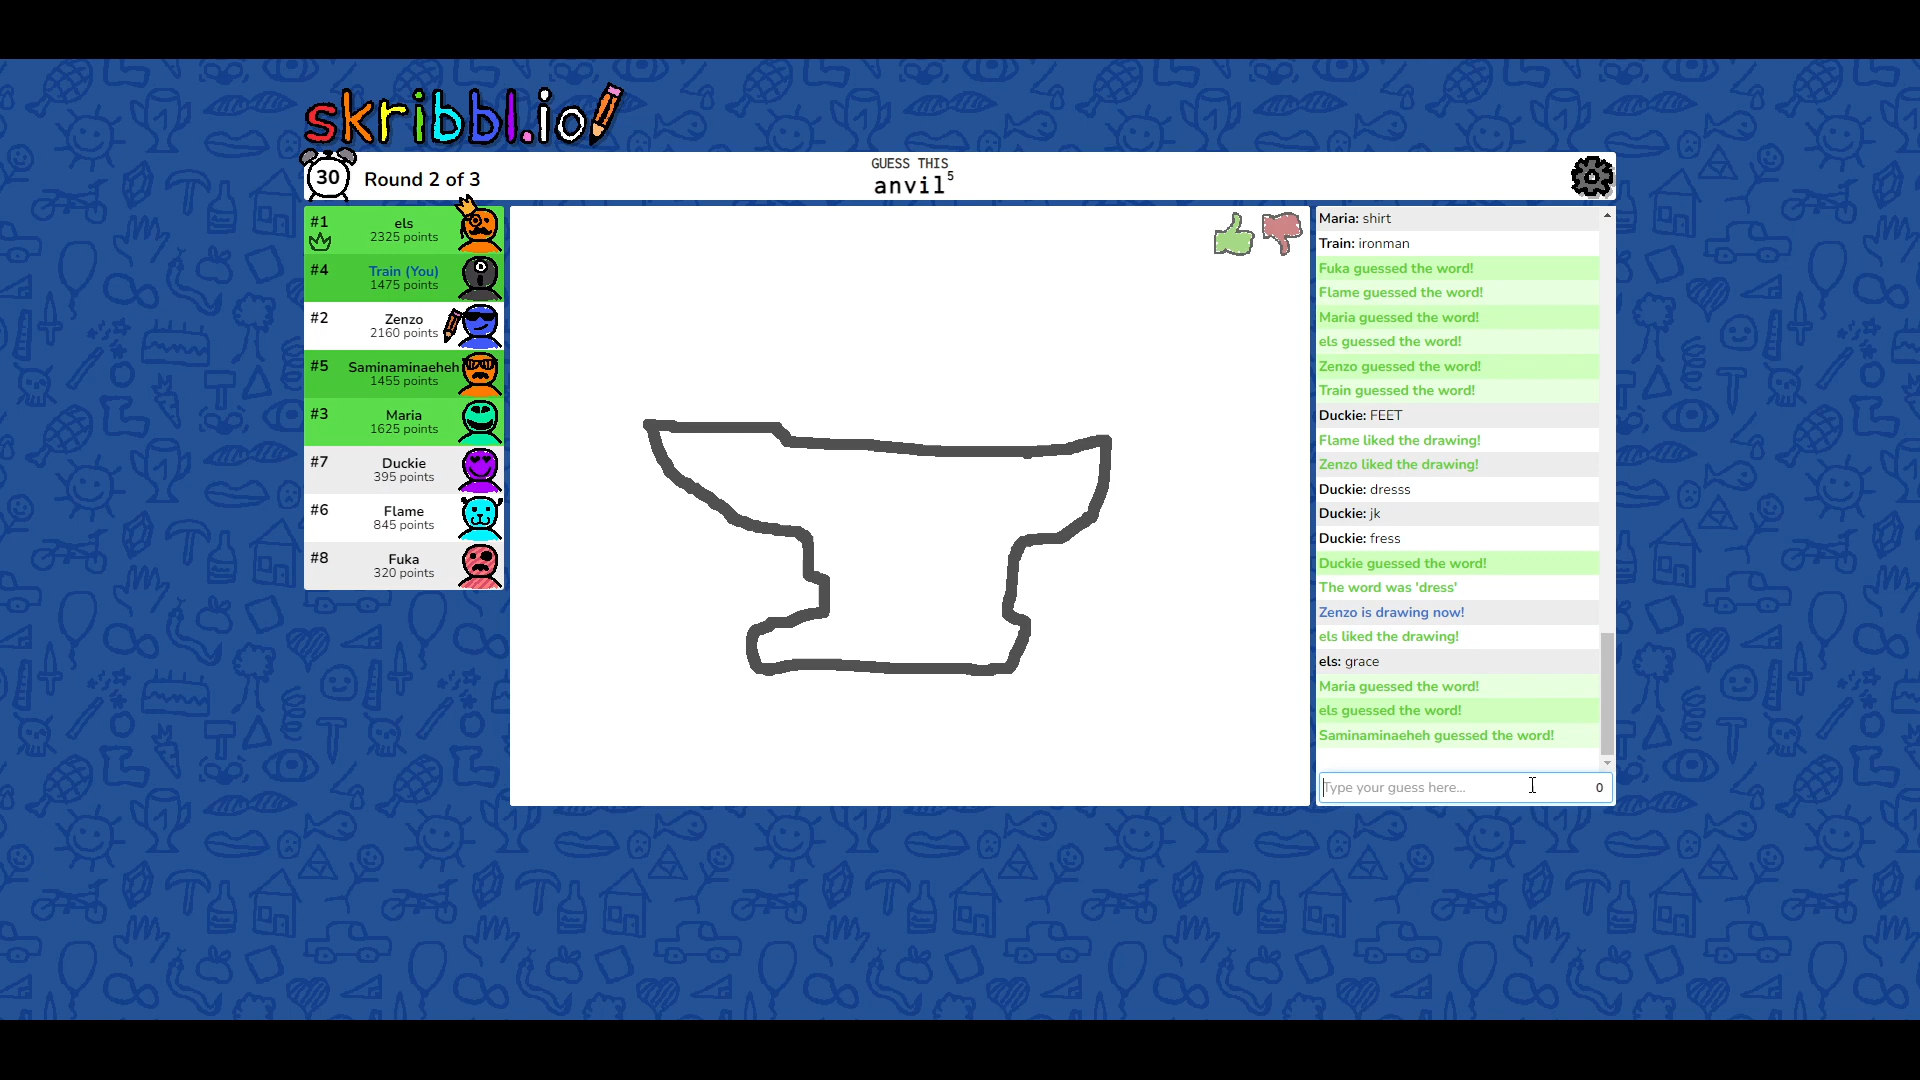 skribbl.io
30
Round 2 of 3
GUESS THIS
anvil5
#1
els
2325 points
#4
Train (You)
1475 points
#2
Zenzo
2160 points
#5
Saminaminaeheh
1455 points
#3
Maria
1625 points
#7
Duckie
395 points
#6
Flame
845 points
#8
Fuka
320 points
Maria: shirt
Train: ironman
Fuka guessed the word!
Flame guessed the word!
Maria guessed the word!
els guessed the word!
Zenzo guessed the word!
Train guessed the word!
Duckie: FEET
Flame liked the drawing!
Zenzo liked the drawing!
Duckie: dresss
Duckie: jk
Duckie: fress
Duckie guessed the word!
The word was 'dress'
Zenzo is drawing now!
els liked the drawing!
els: grace
Maria guessed the word!
els guessed the word!
Saminaminaeheh guessed the word!
Type your guess here...
0